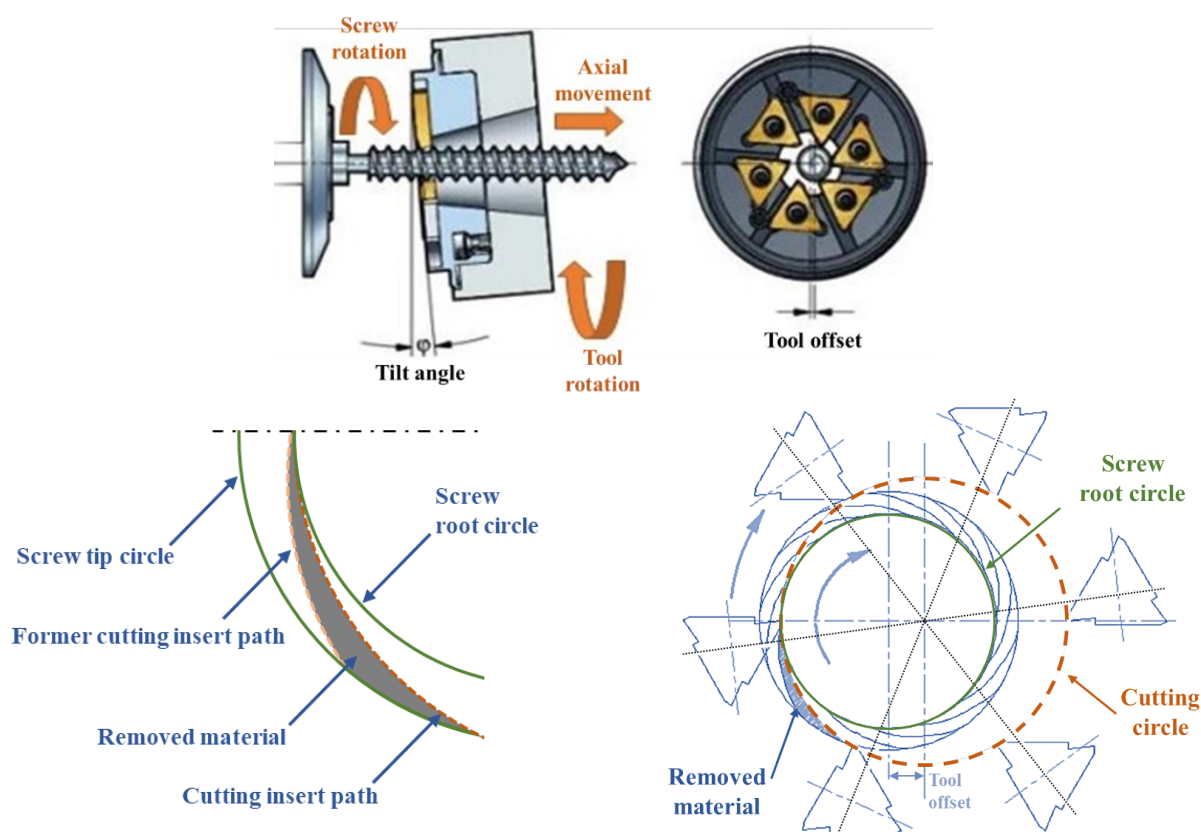 Screw
rotation
Axial
movement
φ
Tilt angle
Tool
rotation
Tool offset
Screw tip circle
Screw
root circle
Former cutting insert path
Removed material
Cutting insert path
Screw
root circle
Cutting
circle
Removed
material
Tool
offset